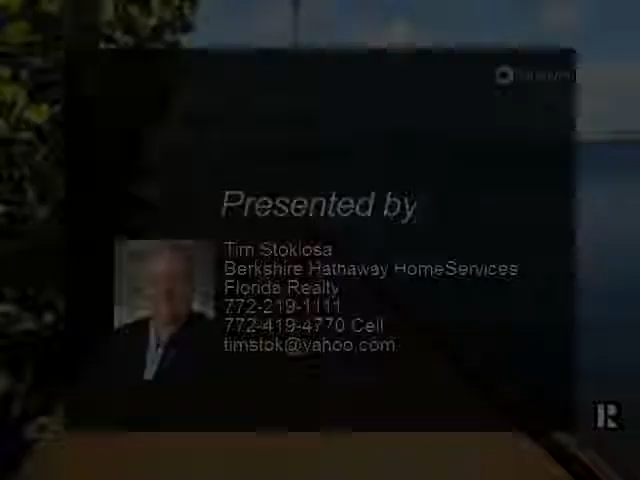 Presented by
Tim Stoklosa
Berkshire Hathaway HomeServices
Florida Realty
772-219-1111
772-419-4770 Cell
timstok@yahoo.com
R